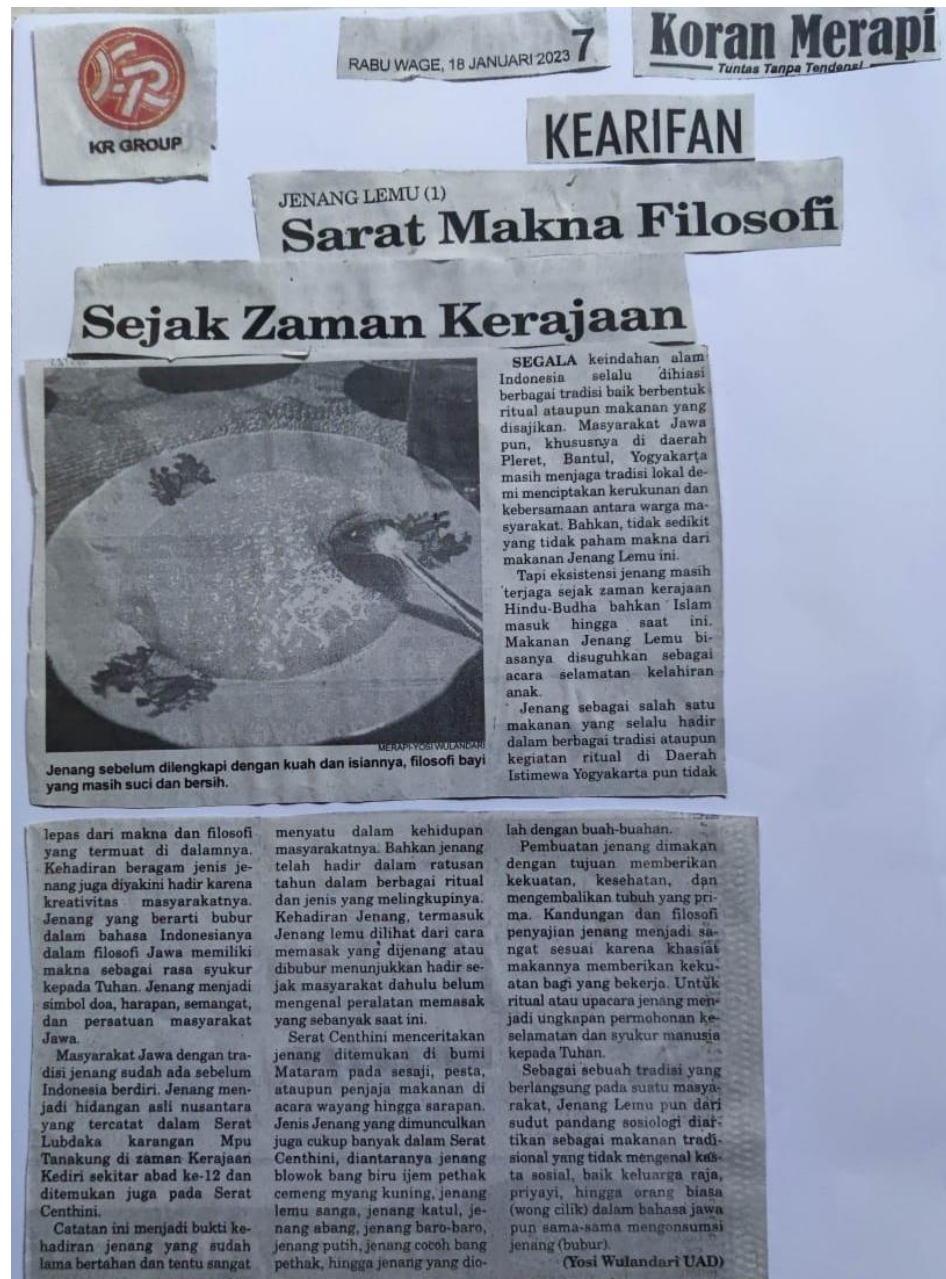 KR GROUP
RABU WAGE, 18 JANUARI 2023 7
Koran Merapi
Tuntas Tanpa Tendensi
KEARIFAN
JENANG LEMU (1)
Sarat Makna Filosofi
Sejak Zaman Kerajaan
MERAPI-YOSI WULANDARI
Jenang sebelum dilengkapi dengan kuah dan isiannya, filosofi bayi
yang masih suci dan bersih.
SEGALA keindahan alam
Indonesia selalu dihiasi
berbagai tradisi baik berbentuk
ritual ataupun makanan yang
disajikan. Masyarakat Jawa
pun, khususnya di daerah
Pleret, Bantul, Yogyakarta
masih menjaga tradisi lokal de-
mi menciptakan kerukunan dan
kebersamaan antara warga ma-
syarakat. Bahkan, tidak sedikit
yang tidak paham makna dari
makanan Jenang Lemu ini.
Tapi eksistensi jenang masih
terjaga sejak zaman kerajaan
Hindu-Budha bahkan Islam
masuk hingga saat ini.
Makanan Jenang Lemu bi-
asanya disuguhkan sebagai
acara selamatan kelahiran
anak.
Jenang sebagai salah satu
makanan yang selalu hadir
dalam berbagai tradisi ataupun
kegiatan ritual di Daerah
Istimewa Yogyakarta pun tidak
lepas dari makna dan filosofi
yang termuat di dalamnya.
Kehadiran beragam jenis je-
nang juga diyakini hadir karena
kreativitas masyarakatnya.
Jenang yang berarti bubur
dalam bahasa Indonesianya
dalam filosofi Jawa memiliki
makna sebagai rasa syukur
kepada Tuhan. Jenang menjadi
simbol doa, harapan, semangat,
dan persatuan masyarakat
Jawa.
Masyarakat Jawa dengan tra-
disi jenang sudah ada sebelum
Indonesia berdiri. Jenang men-
jadi hidangan asli nusantara
yang tercatat dalam Serat
Lubdaka karangan Mpu
Tanakung di zaman Kerajaan
Kediri sekitar abad ke-12 dan
ditemukan juga pada Serat
Centhini.
Catatan ini menjadi bukti ke-
hadiran jenang yang sudah
lama bertahan dan tentu sangat
menyatu dalam kehidupan
masyarakatnya. Bahkan jenang
telah hadir dalam ratusan
tahun dalam berbagai ritual
dan jenis yang melingkupinya.
Kehadiran Jenang, termasuk
Jenang lemu dilihat dari cara
memasak yang dijenang atau
dibubur menunjukkan hadir se-
jak masyarakat dahulu belum
mengenal peralatan memasak
yang sebanyak saat ini.
Serat Centhini menceritakan
jenang ditemukan di bumi
Mataram pada sesaji, pesta,
ataupun penjaja makanan di
acara wayang hingga sarapan.
Jenis Jenang yang dimunculkan
juga cukup banyak dalam Serat
Centhini, diantaranya jenang
blowok bang biru ijem pethak
cemeng myang kuning, jenang
lemu sanga, jenang katul, je-
nang abang, jenang baro-baro,
jenang putih, jenang cocoh bang
pethak, hingga jenang yang dio-
lah dengan buah-buahan.
Pembuatan jenang dimakan
dengan tujuan memberikan
kekuatan, kesehatan, dan
mengembalikan tubuh yang pri-
ma. Kandungan dan filosofi
penyajian jenang menjadi sa-
ngat sesuai karena khasiat
makannya memberikan keku-
atan bagi yang bekerja. Untuk
ritual atau upacara jenang men-
jadi ungkapan permohonan ke-
selamatan dan syukur manusia
kepada Tuhan.
Sebagai sebuah tradisi yang
berlangsung pada suatu masya-
rakat, Jenang Lemu pun dari
sudut pandang sosiologi diar-
tikan sebagai makanan tradi-
sional yang tidak mengenal kas-
ta sosial, baik keluarga raja,
priyayi, hingga orang biasa
(wong cilik) dalam bahasa jawa
pun sama-sama mengonsumsi
jenang (bubur).
(Yosi Wulandari UAD)